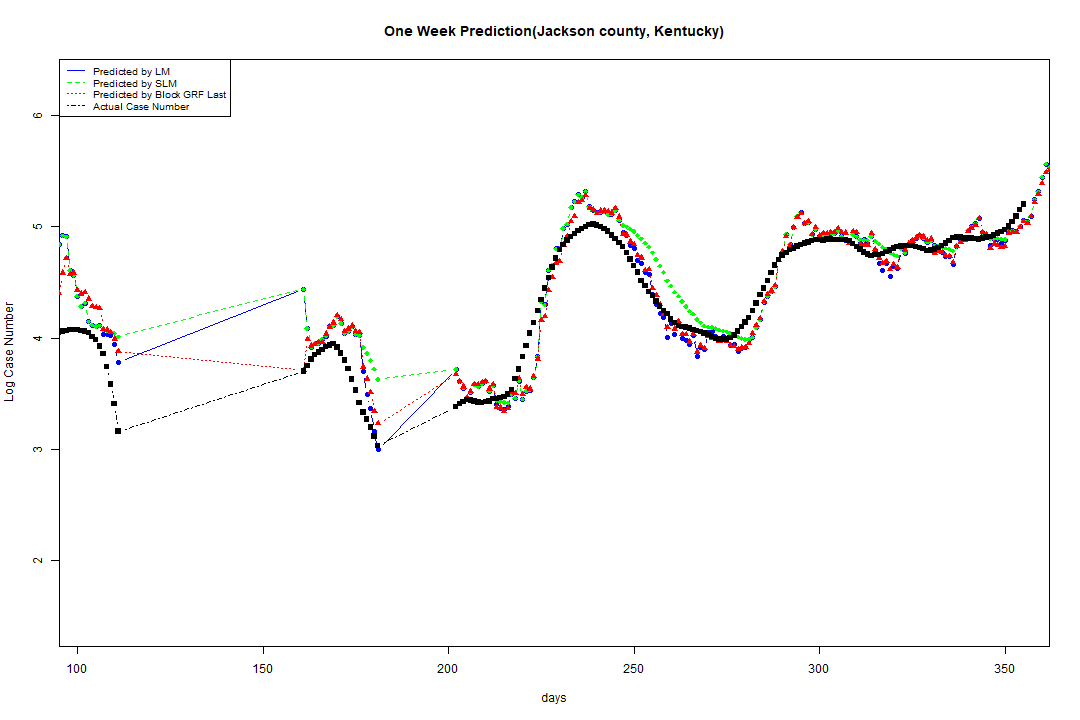 One Week Prediction(Jackson county, Kentucky)
Predicted by LM
Predicted by SLM
Predicted by Block GRF Last
Actual Case Number
6
5
4
3
2
Log Case Number
100 150 200 250 300 350
days